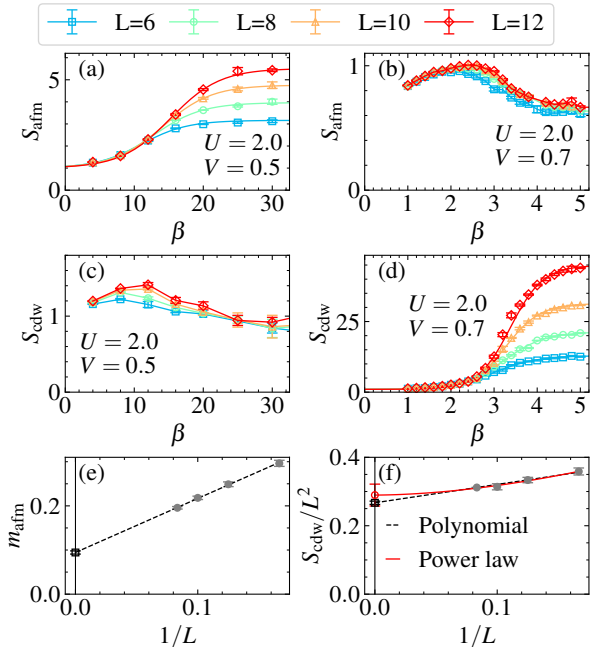 L=6 L=8 L=10 L=12
(a)
S_afm
5
1
0
0 10 20 30
β
U = 2.0
V = 0.5
(b)
S_afm
1
0
0 1 2 3 4 5
β
U = 2.0
V = 0.7
(c)
S_cdw
1
0
0 10 20 30
β
U = 2.0
V = 0.5
(d)
S_cdw
25
0
0 1 2 3 4 5
β
U = 2.0
V = 0.7
(e)
m_afm
0.2
0.0
0.0 0.1
1/L
(f)
S_cdw/L²
0.4
0.2
0.0
0.0 0.1
1/L
Polynomial
Power law